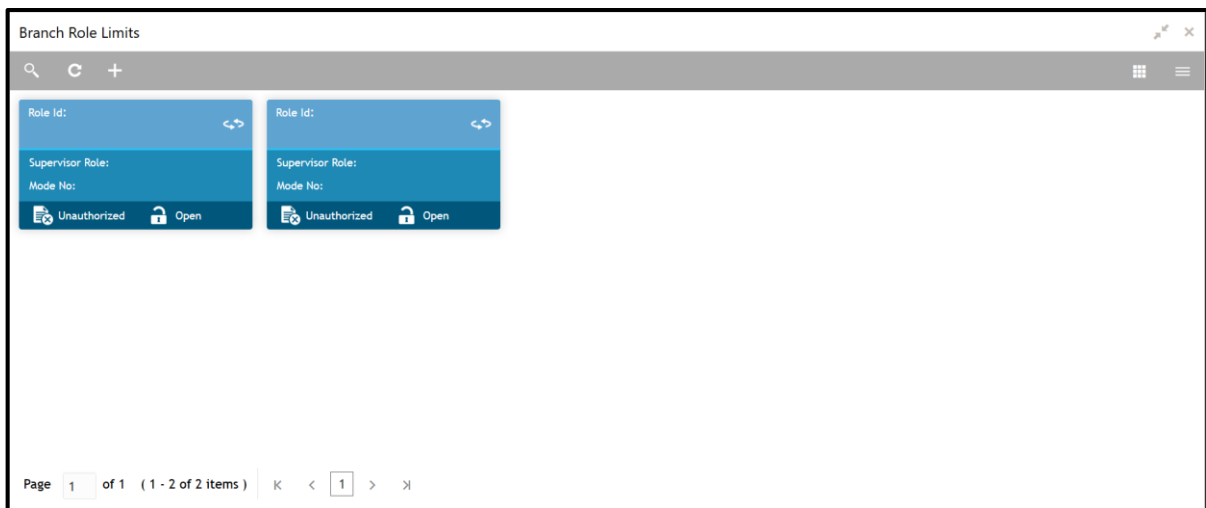 Branch Role Limits
Role Id: Role Id:
Supervisor Role: Supervisor Role:
Mode No: Mode No:
Unauthorized Open Unauthorized Open
Page 1 of 1 ( 1 - 2 of 2 items ) 1